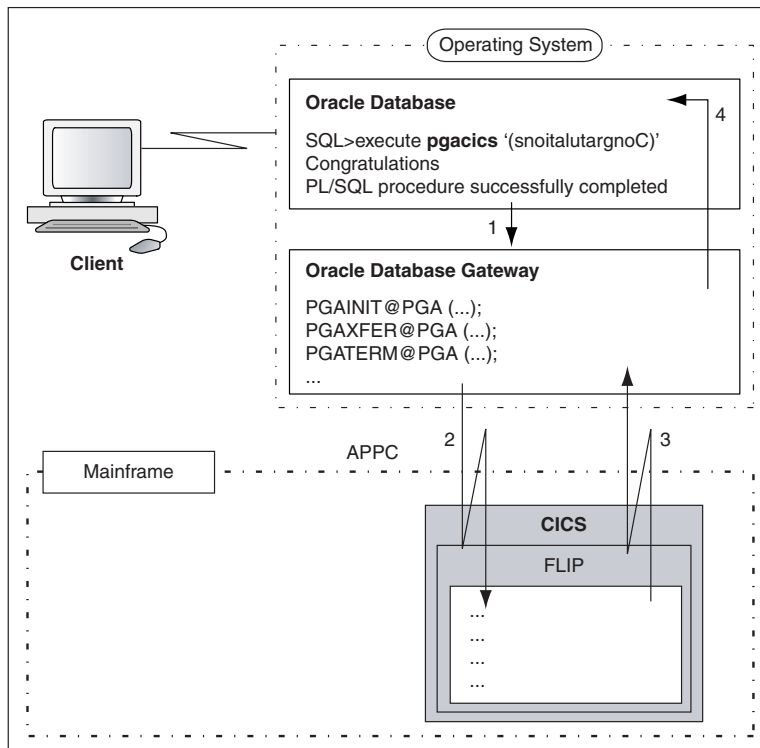 Operating System
Oracle Database
4
SQL>execute pgacics ‘(snoitalutargnoC)’
Congratulations
PL/SQL procedure successfully completed
1
Client
Oracle Database Gateway
PGAINIT@PGA (...);
PGAXFER@PGA (...);
PGATERM@PGA (...);
...
2
3
APPC
Mainframe
CICS
FLIP
...
...
...
...